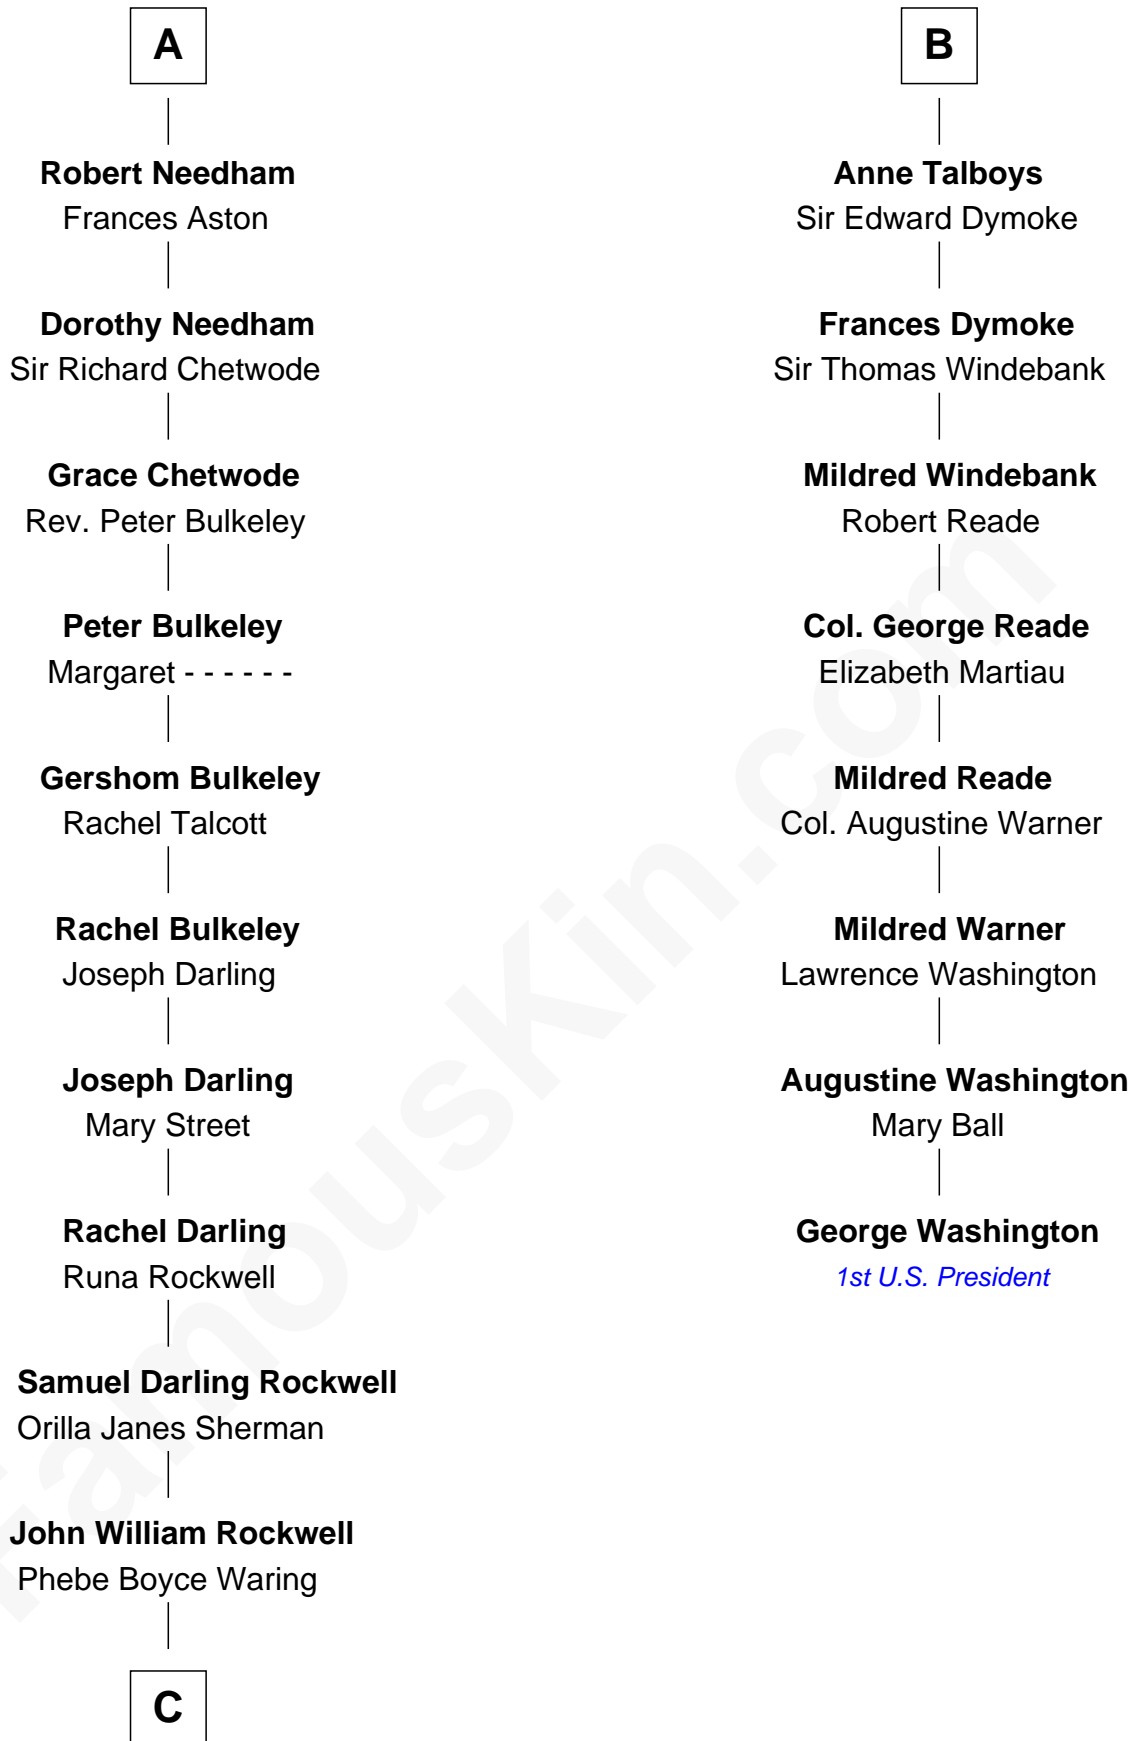 A
Robert Needham
Frances Aston
Dorothy Needham
Sir Richard Chetwode
Grace Chetwode
Rev. Peter Bulkeley
Peter Bulkeley
Margaret - - - - - -
Gershom Bulkeley
Rachel Talcott
Rachel Bulkeley
Joseph Darling
Joseph Darling
Mary Street
Rachel Darling
Runa Rockwell
Samuel Darling Rockwell
Orilla Janes Sherman
John William Rockwell
Phebe Boyce Waring
C
B
Anne Talboys
Sir Edward Dymoke
Frances Dymoke
Sir Thomas Windebank
Mildred Windebank
Robert Reade
Col. George Reade
Elizabeth Martiau
Mildred Reade
Col. Augustine Warner
Mildred Warner
Lawrence Washington
Augustine Washington
Mary Ball
George Washington
1st U.S. President
FamousKin.com